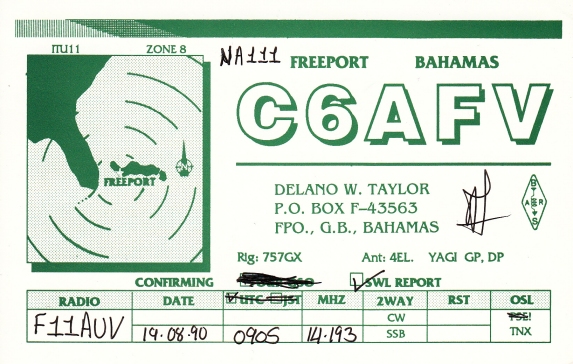 ITU11 ZONE 8 NA111 FREEPORT BAHAMAS
C6AFV
N
FREEPORT
DELANO W. TAYLOR
P.O. BOX F-43563
FPO., G.B., BAHAMAS
B
A E R
S
Rig: 757GX Ant: 4EL. YAGI GP, DP
CONFIRMING SWL REPORT
RADIO DATE UTC JST MHZ 2WAY RST QSL
F11AUV 19.08.90 0905 14.193 CW PSE!
SSB TNX